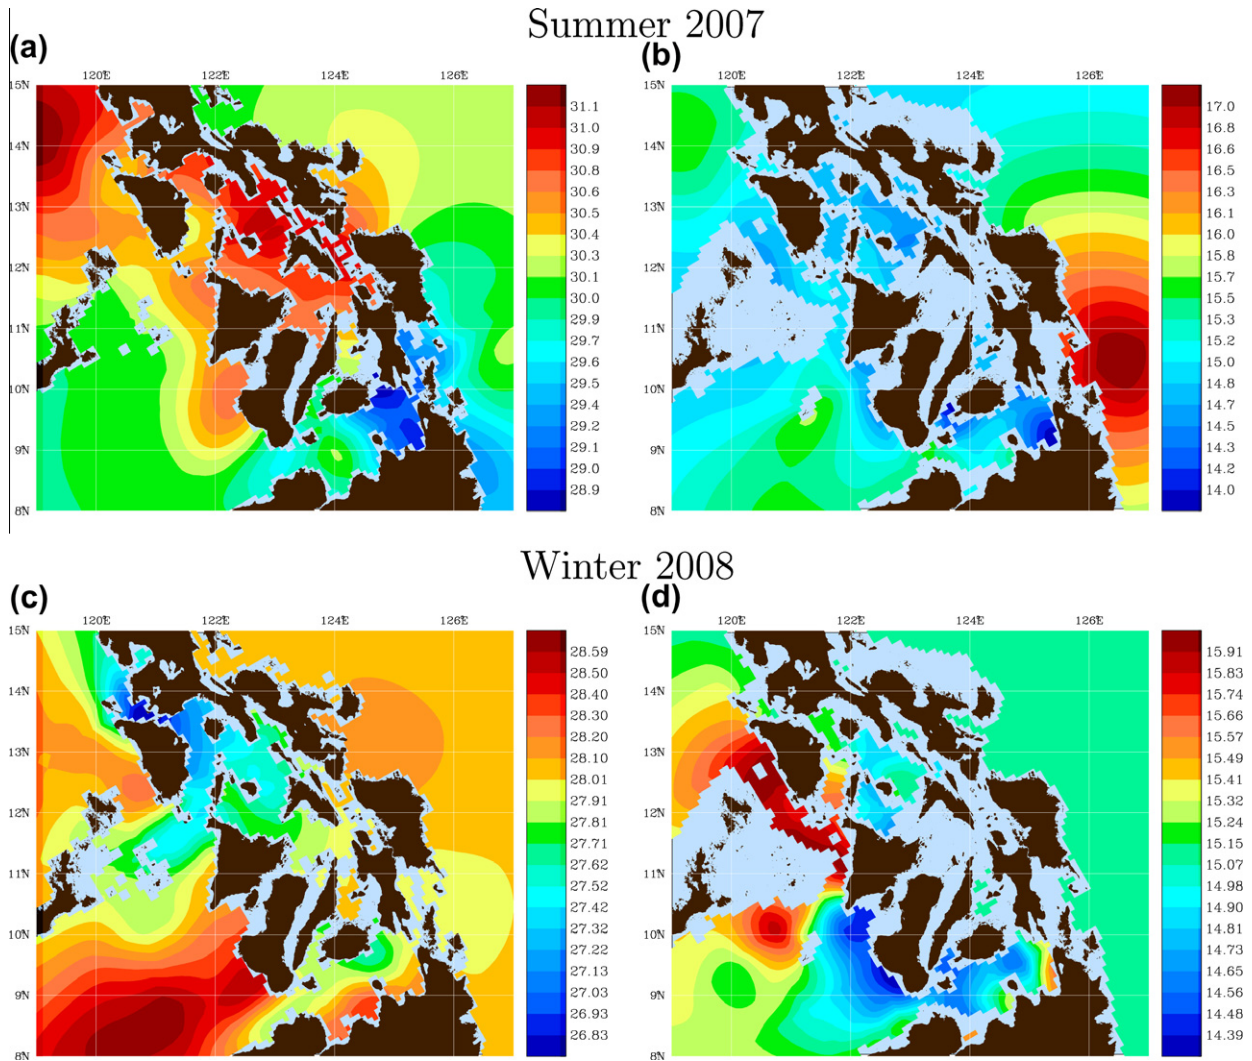 Summer 2007
(a)
(b)
120E 122E 124E 126E
120E 122E 124E 126E
15N
14N
13N
12N
11N
10N
9N
8N
31.1
31.0
30.9
30.8
30.6
30.5
30.4
30.3
30.1
30.0
29.9
29.7
29.6
29.5
29.4
29.2
29.1
29.0
28.9
15N
14N
13N
12N
11N
10N
9N
8N
17.0
16.8
16.6
16.5
16.3
16.1
16.0
15.8
15.7
15.5
15.3
15.2
15.0
14.8
14.7
14.5
14.3
14.2
14.0
Winter 2008
(c)
(d)
120E 122E 124E 126E
120E 122E 124E 126E
15N
14N
13N
12N
11N
10N
9N
8N
28.59
28.50
28.40
28.30
28.20
28.10
28.01
27.91
27.81
27.71
27.62
27.52
27.42
27.32
27.22
27.13
27.03
26.93
26.83
15N
14N
13N
12N
11N
10N
9N
8N
15.91
15.83
15.74
15.66
15.57
15.49
15.41
15.32
15.24
15.15
15.07
14.98
14.90
14.81
14.73
14.65
14.56
14.48
14.39